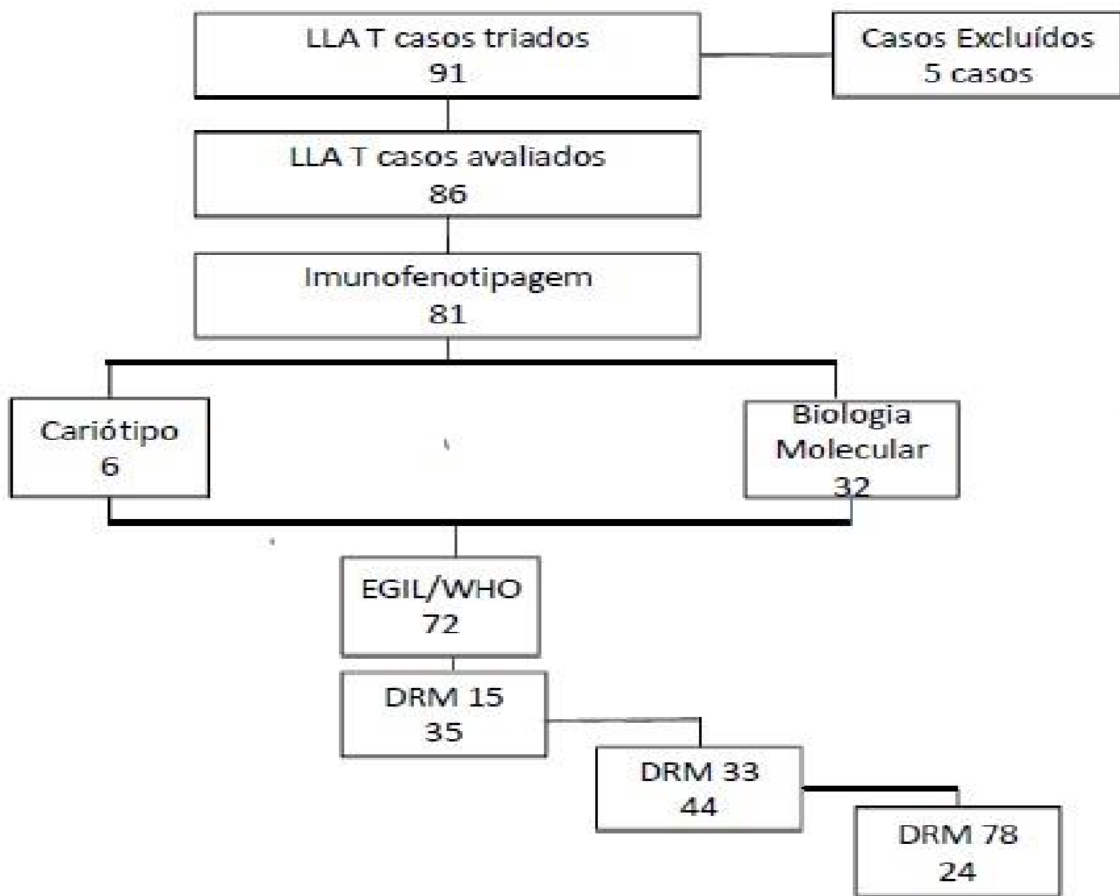 LLA T casos triados
91
Casos Excluídos
5 casos
LLA T casos avaliados
86
Imunofenotipagem
81
Cariótipo
6
Biologia
Molecular
32
EGIL/WHO
72
DRM 15
35
DRM 33
44
DRM 78
24